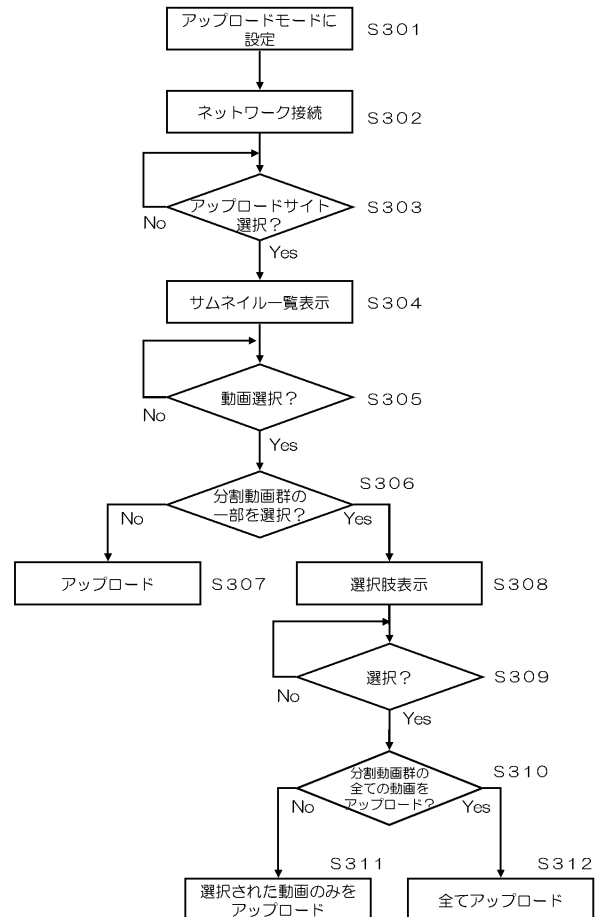 アップロードモードに
設定
S301
ネットワーク接続
S302
アップロードサイト
選択?
S303
No
Yes
サムネイル一覧表示
S304
動画選択?
S305
No
Yes
S306
分割動画群の
一部を選択?
No
Yes
アップロード
S307
選択肢表示
S308
選択?
S309
No
Yes
分割動画群の
全ての動画を
アップロード?
S310
No
Yes
S311
選択された動画のみを
アップロード
S312
全てアップロード